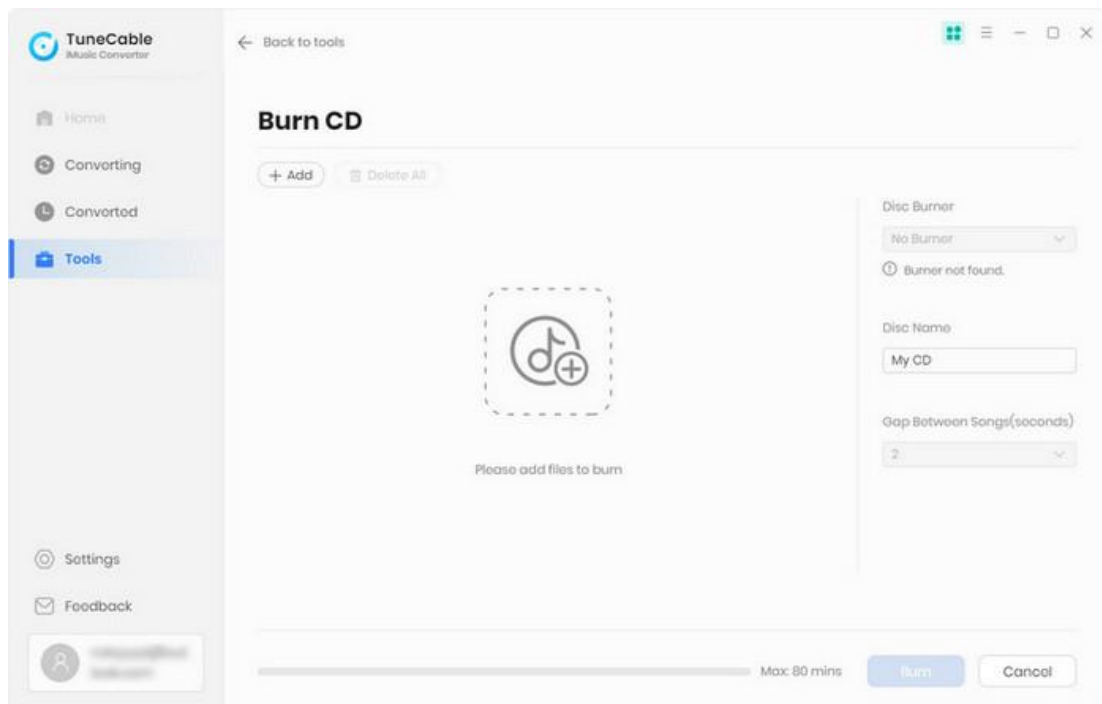 TuneCable
iMusic Converter
Back to tools
Home
Burn CD
Converting
+ Add
Delete All
Converted
Disc Burner
No Burner
Tools
Burner not found.
Disc Name
My CD
Gap Between Songs(seconds)
2
Please add files to burn
Settings
Feedback
Max: 80 mins
Burn
Cancel